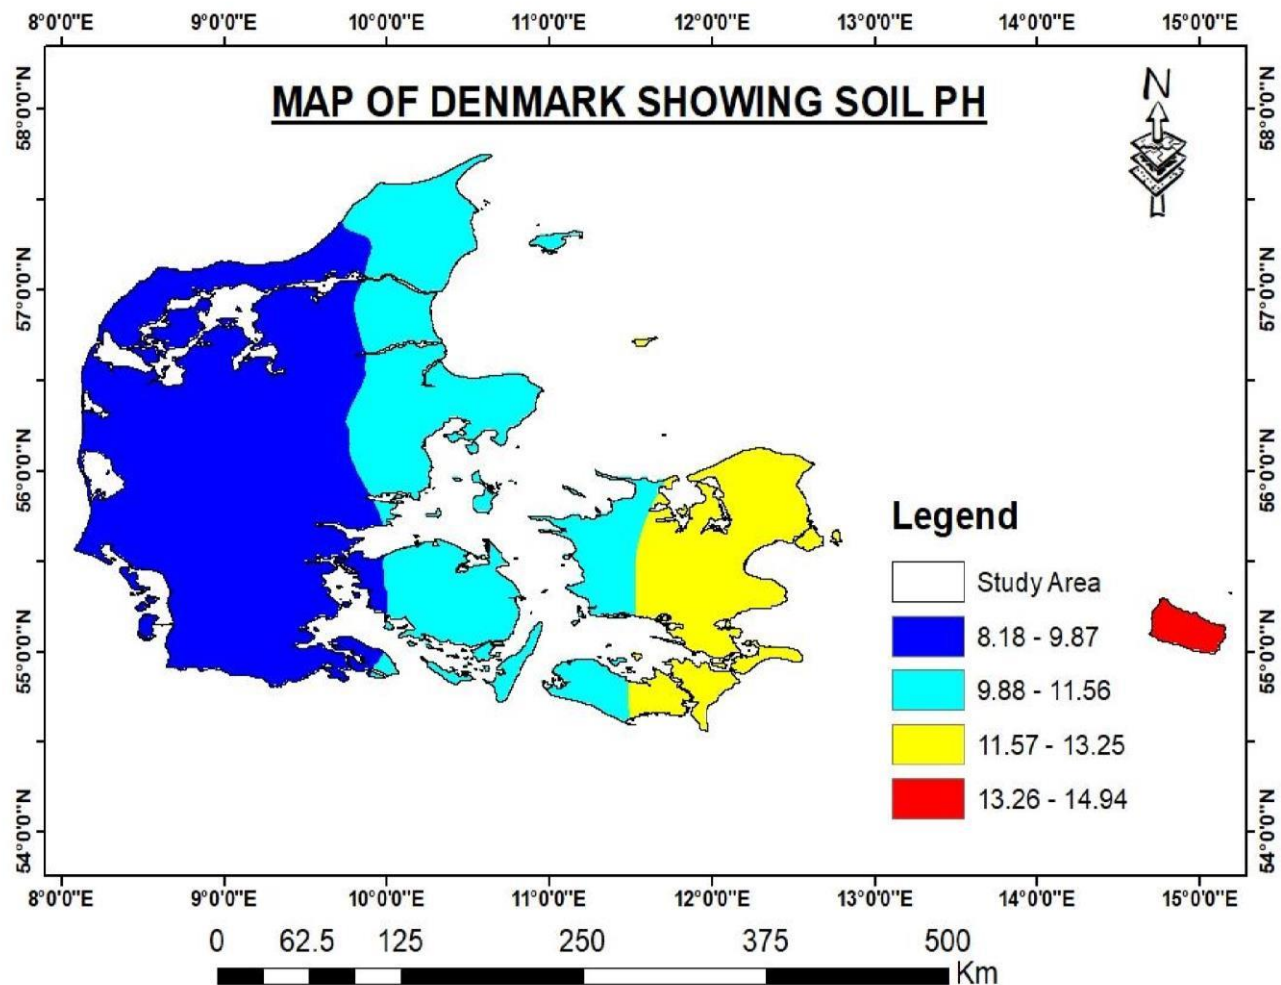 8°0'0"E 9°0'0"E 10°0'0"E 11°0'0"E 12°0'0"E 13°0'0"E 14°0'0"E 15°0'0"E
MAP OF DENMARK SHOWING SOIL PH
N
58°0'0"N 58°0'0"N
57°0'0"N 57°0'0"N
56°0'0"N 56°0'0"N
55°0'0"N 55°0'0"N
54°0'0"N 54°0'0"N
Legend
Study Area
8.18 - 9.87
9.88 - 11.56
11.57 - 13.25
13.26 - 14.94
8°0'0"E 9°0'0"E 10°0'0"E 11°0'0"E 12°0'0"E 13°0'0"E 14°0'0"E 15°0'0"E
0 62.5 125 250 375 500
Km